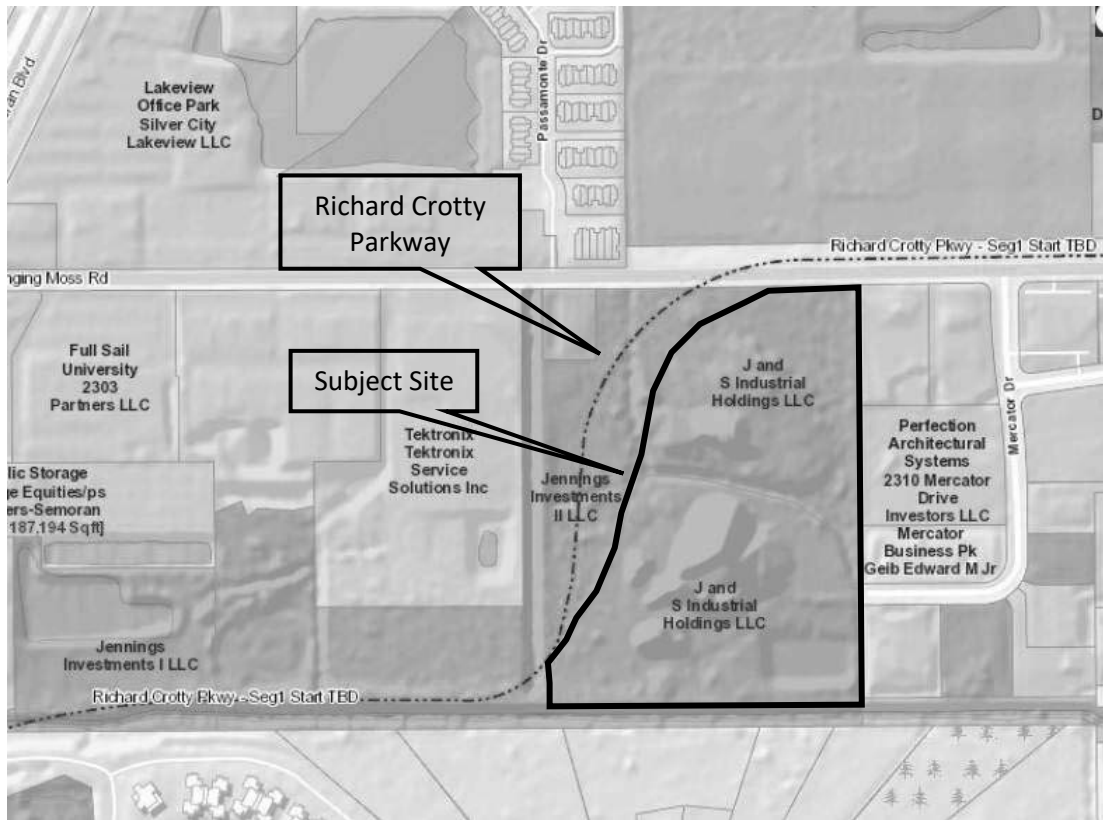 Lakeview
Office Park
Silver City
Lakeview LLC
Passamonte Dr
Richard Crotty
Parkway
Richard Crotty Pkwy - Seg1 Start TBD
Moss Rd
Full Sail
University
2303
Partners LLC
Subject Site
J and
S Industrial
Holdings LLC
Mercator Dr
Tektronix
Tektronix
Service
Solutions Inc
Jennings
Investments
II LLC
Perfection
Architectural
Systems
2310 Mercator
Drive
Investors LLC
Mercator
Business Pk
Geib Edward M Jr
Storage
Equities/ps
187,194 Sqft]
J and
S Industrial
Holdings LLC
Jennings
Investments I LLC
Richard Crotty Pkwy - Seg1 Start TBD